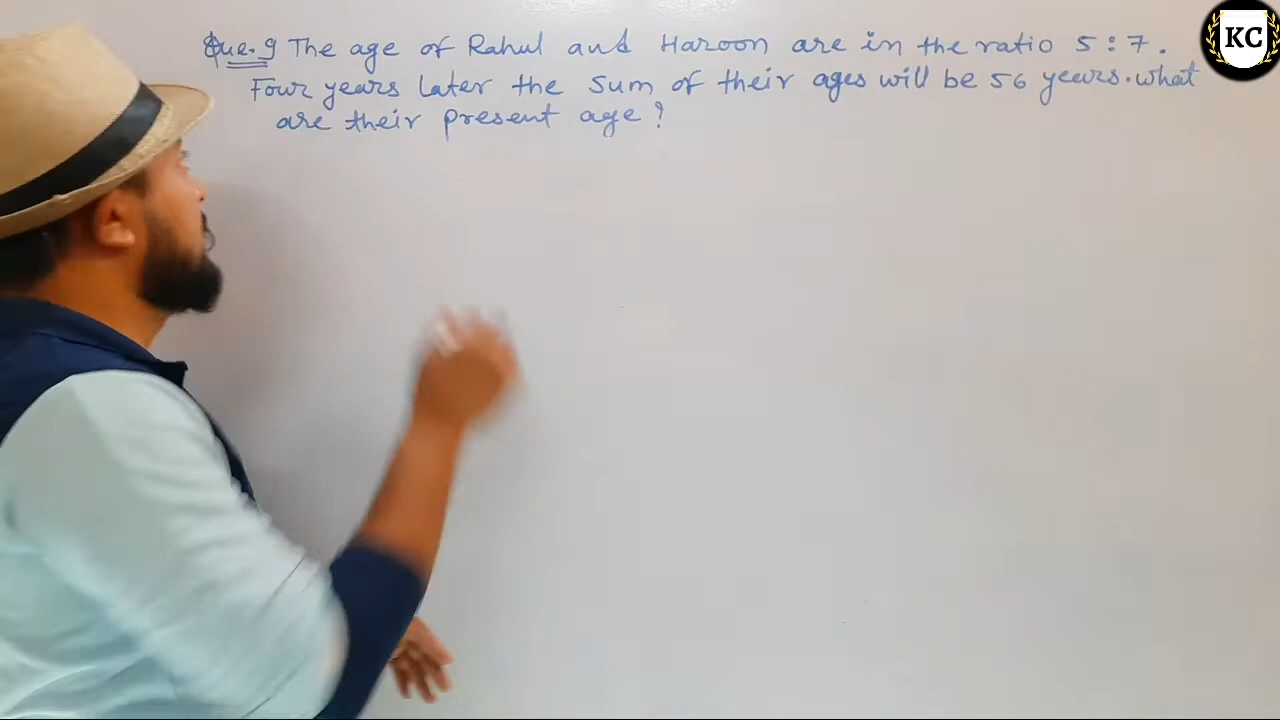 Que. 9 The age of Rahul and Haroon are in the ratio 5 : 7.
Four years later the sum of their ages will be 56 years. what
are their present age ?
KC